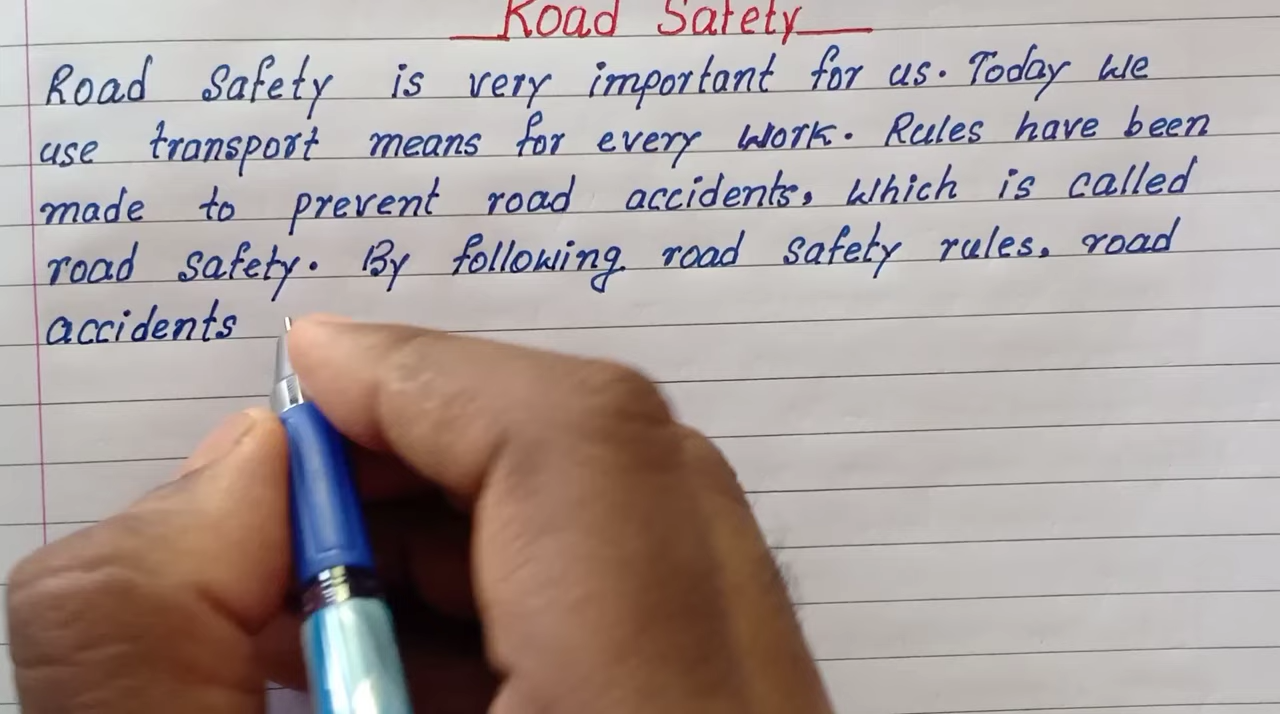 Road Safety
Road Safety is very important for us. Today we
use transport means for every work. Rules have been
made to prevent road accidents, which is called
road safety. By following road safety rules, road
accidents